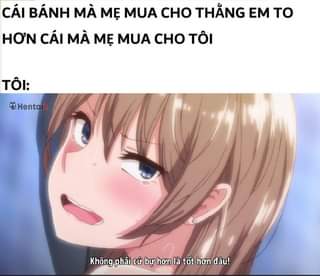 CÁI BÁNH MÀ MẸ MUA CHO THẰNG EM TO
HƠN CÁI MÀ MẸ MUA CHO TÔI
TÔI:
Không phải cứ bự hơn là tốt hơn đâu!